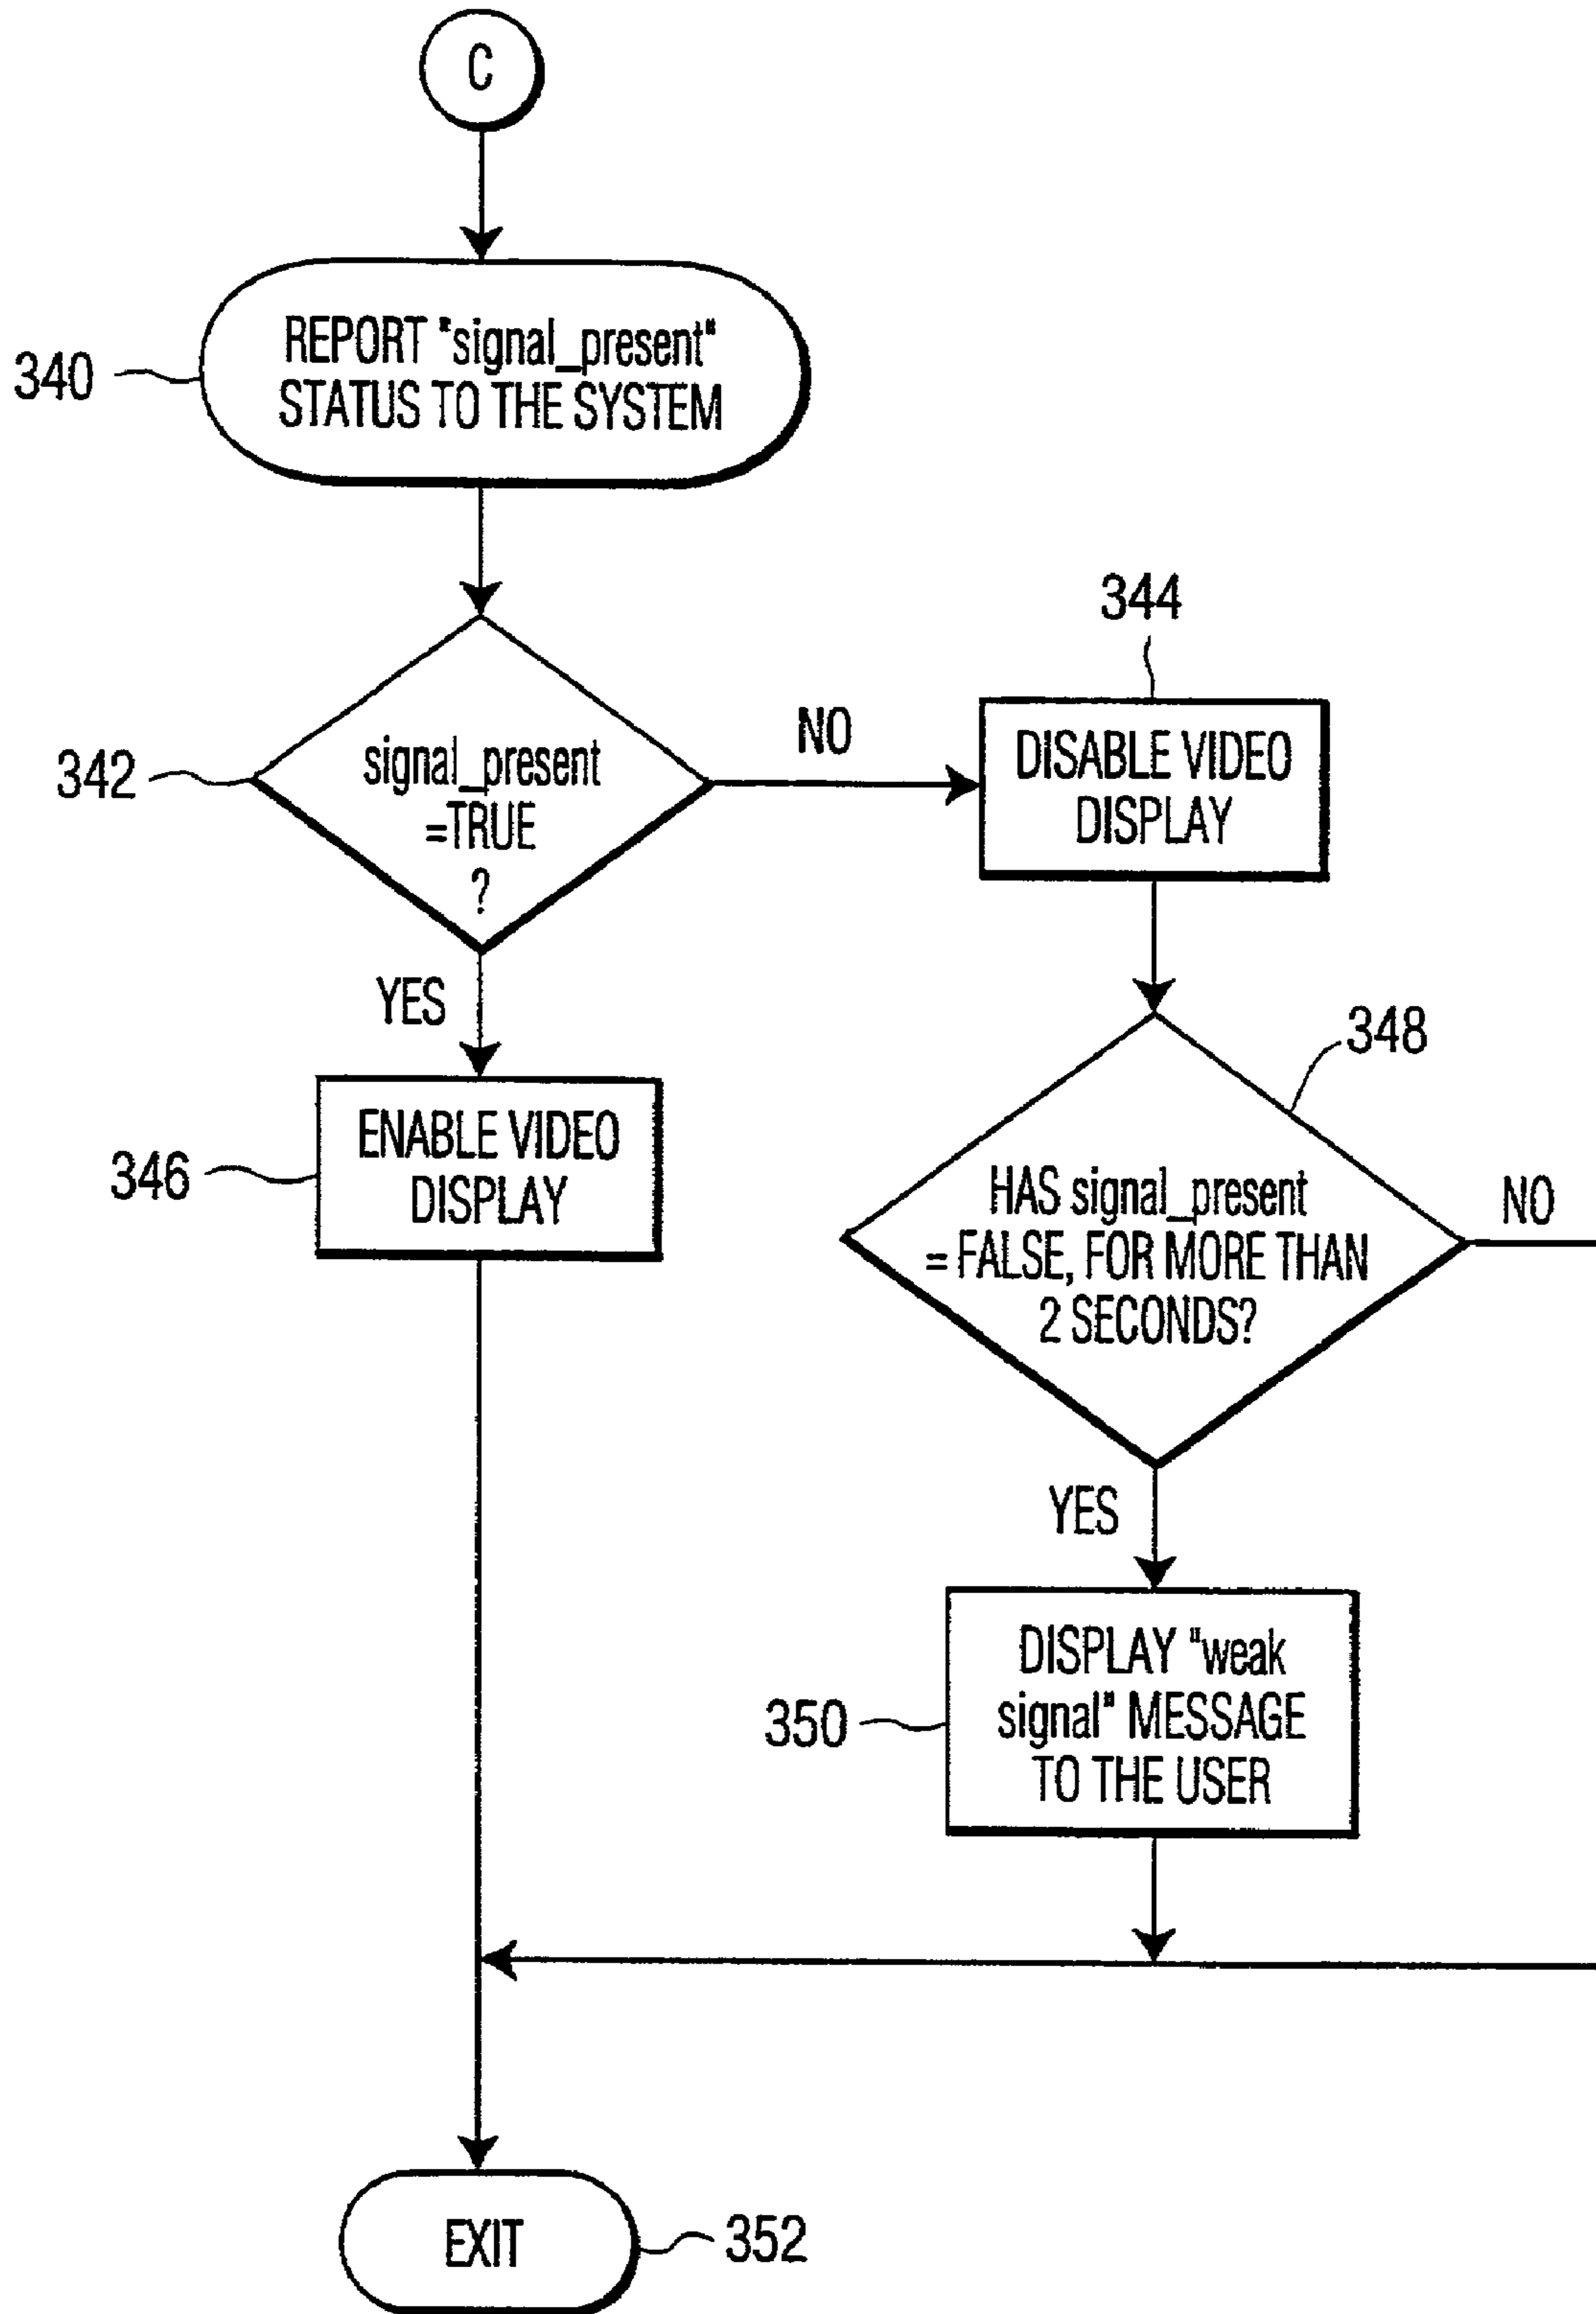 C
REPORT "signal_present"
STATUS TO THE SYSTEM
340
signal_present
=TRUE
?
342
NO
344
DISABLE VIDEO
DISPLAY
YES
ENABLE VIDEO
DISPLAY
346
348
HAS signal_present
= FALSE, FOR MORE THAN
2 SECONDS?
NO
YES
DISPLAY "weak
signal" MESSAGE
TO THE USER
350
EXIT
352